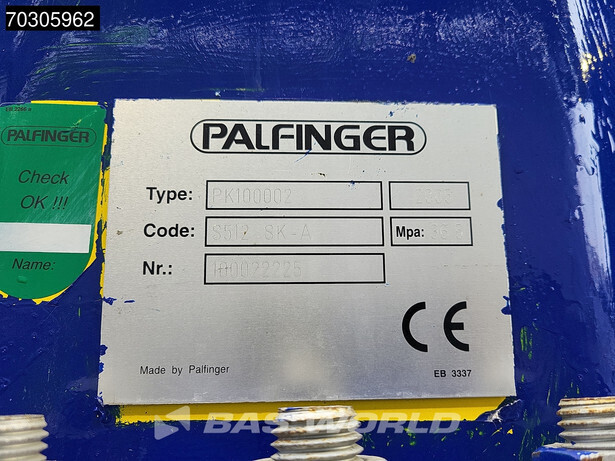 70305962
PALFINGER
PALFINGER
Type: PK100002
Code: S512 SK-A Mpa:
Nr.: 100022225
Check
OK !!!
Name:
CE
Made by Palfinger
EB 3337
BAS WORLD